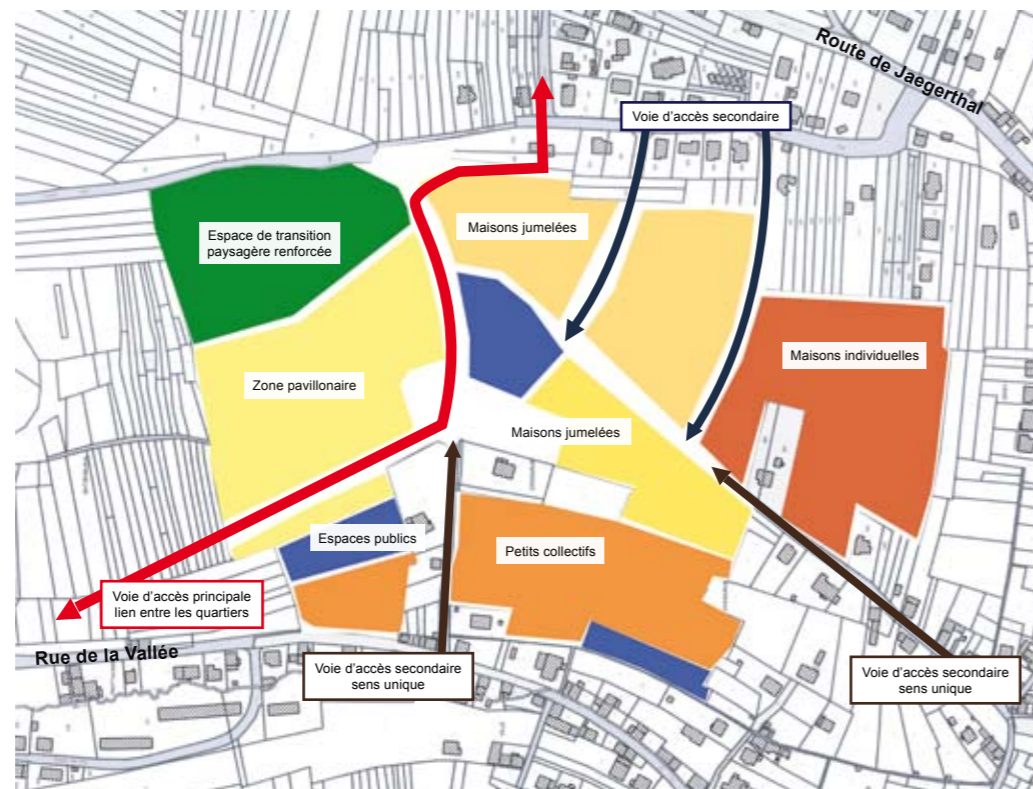 Route de Jaegerthal
Voie d'accès secondaire
Espace de transition
paysagère renforcée
Maisons jumelées
Maisons individuelles
Zone pavillonaire
Maisons jumelées
Espaces publics
Petits collectifs
Voie d'accès principale
lien entre les quartiers
Rue de la Vallée
Voie d'accès secondaire
sens unique
Voie d'accès secondaire
sens unique